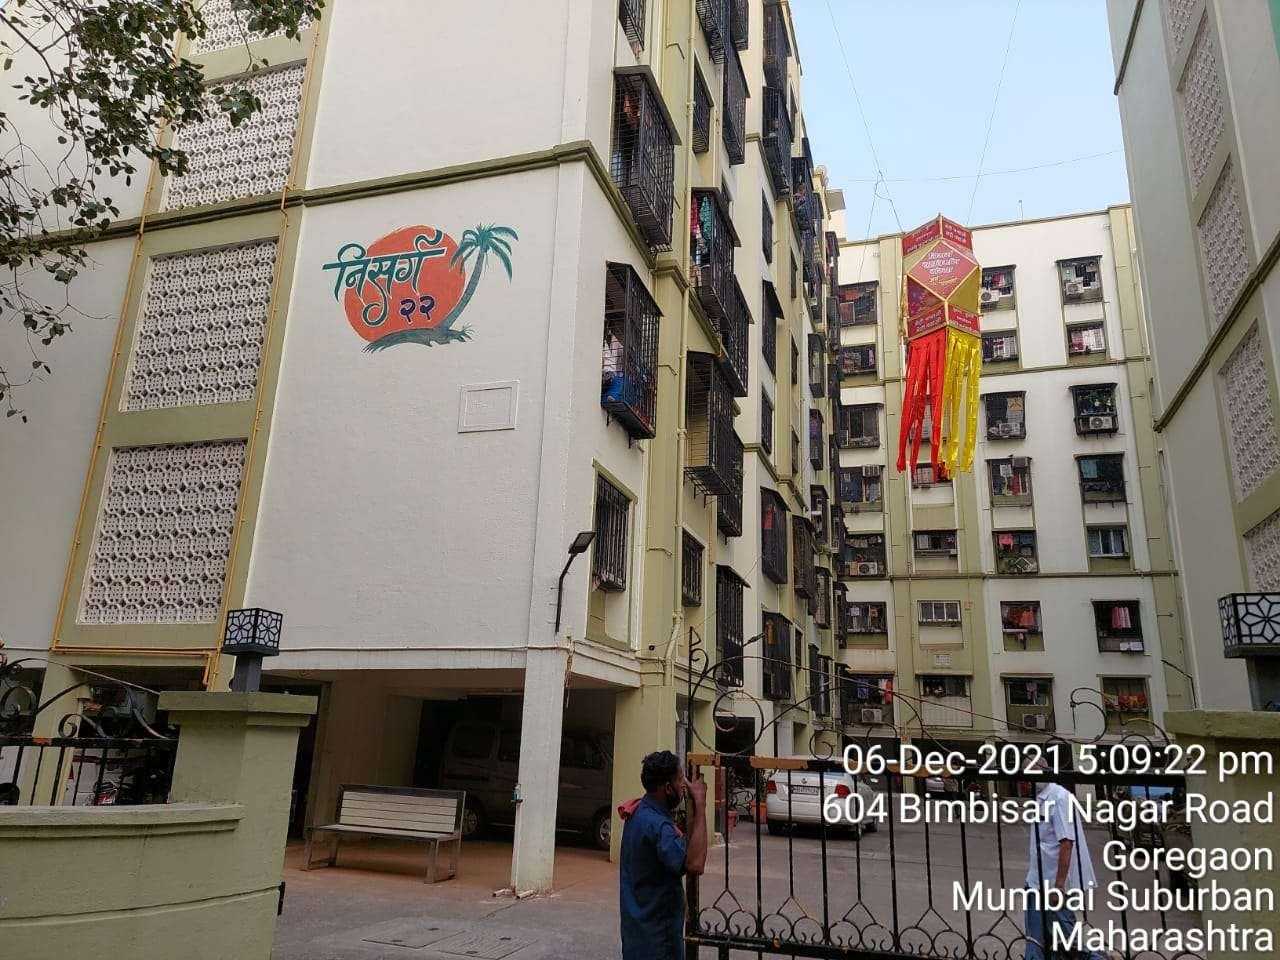 निसर्ग
२२
06-Dec-2021 5:09:22 pm
604 Bimbisar Nagar Road
Goregaon
Mumbai Suburban
Maharashtra